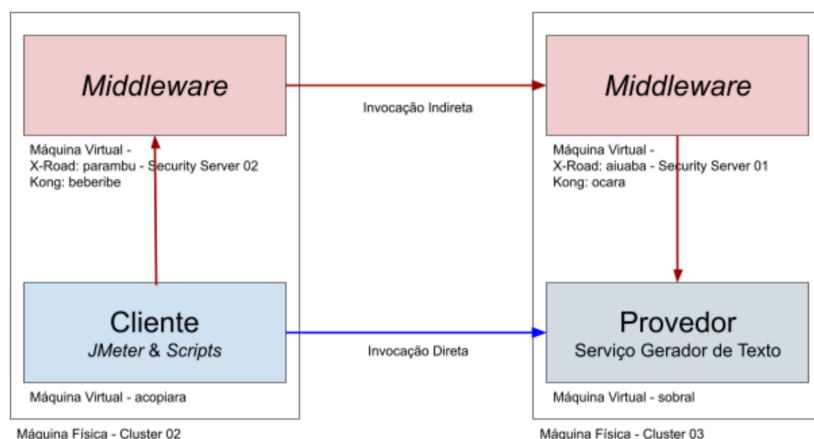 Middleware
Máquina Virtual -
X-Road: parambu - Security Server 02
Kong: beberibe
Invocação Indireta
Middleware
Máquina Virtual -
X-Road: aiuaba - Security Server 01
Kong: ocara
Cliente
JMeter & Scripts
Máquina Virtual - acopiara
Invocação Direta
Provedor
Serviço Gerador de Texto
Máquina Virtual - sobral
Máquina Física - Cluster 02
Máquina Física - Cluster 03